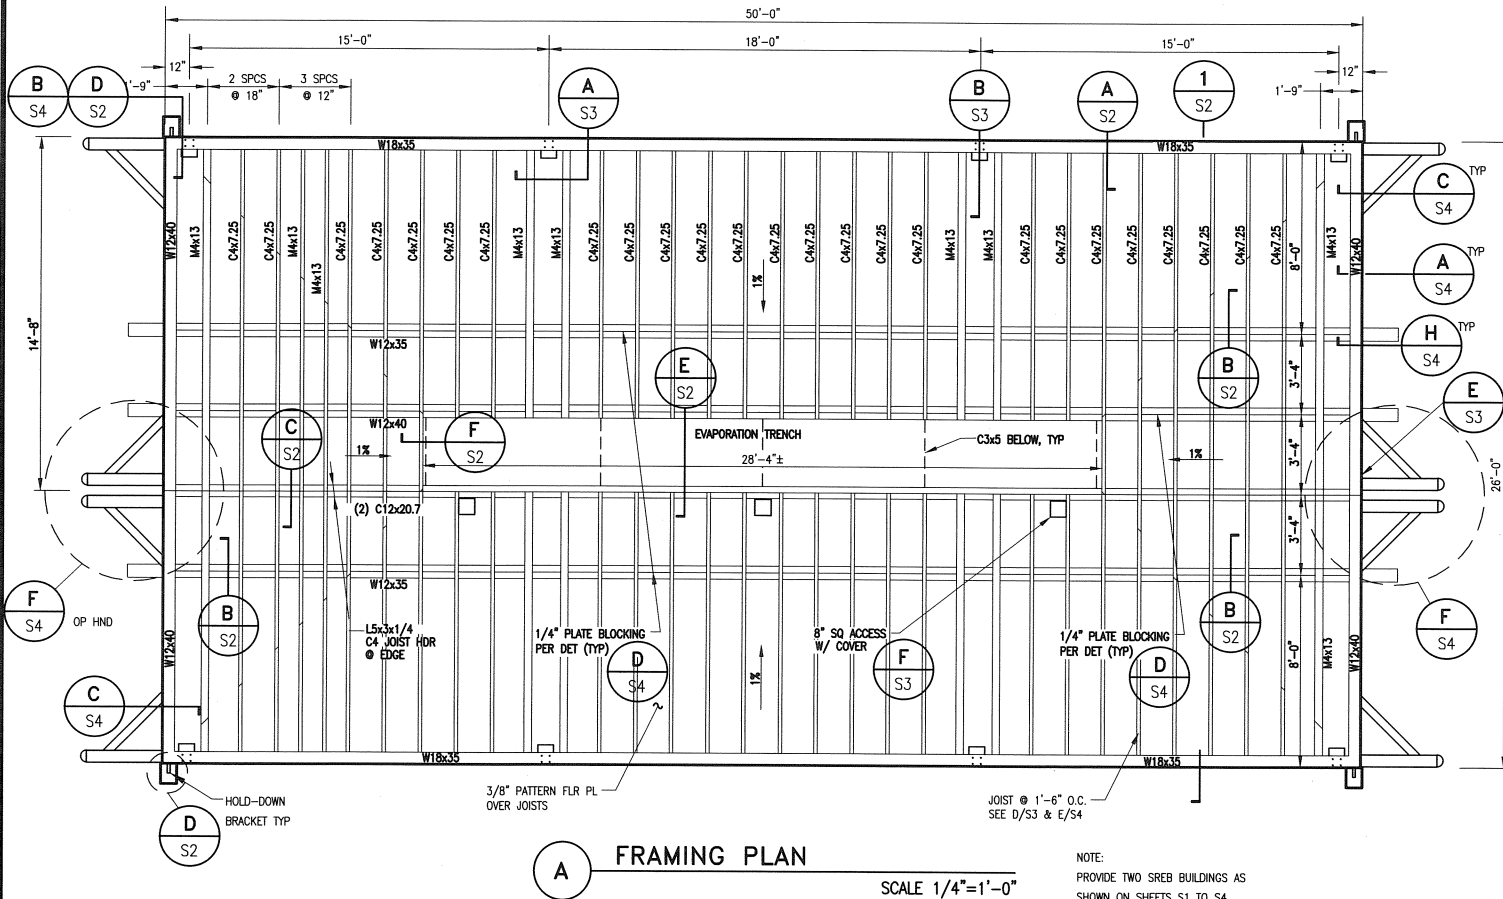 50'-0"
15'-0"
18'-0"
15'-0"
12"
12"
1'-9"
2 SPCS
@ 18"
3 SPCS
@ 12"
1'-9"
B
S4
D
S2
A
S3
B
S3
A
S2
1
S2
W18x35
W18x35
C
S4
TYP
A
S4
TYP
H
S4
TYP
E
S3
W12x40
M4x13
C4x7.25
C4x7.25
M4x13
M4x13
C4x7.25
C4x7.25
C4x7.25
C4x7.25
C4x7.25
M4x13
M4x13
C4x7.25
C4x7.25
C4x7.25
C4x7.25
C4x7.25
C4x7.25
C4x7.25
C4x7.25
C4x7.25
C4x7.25
M4x13
M4x13
C4x7.25
C4x7.25
C4x7.25
C4x7.25
C4x7.25
C4x7.25
C4x7.25
C4x7.25
M4x13
W12x40
8'-0"
1%
14'-8"
W12x35
E
S2
B
S2
3'-4"
W12x40
C
S2
F
S2
1%
EVAPORATION TRENCH
28'-4"±
C3x5 BELOW, TYP
1%
3'-4"
26'-0"
(2) C12x20.7
3'-4"
W12x35
F
S4
OP HND
B
S2
L5x3x1/4
C4 JOIST HDR
@ EDGE
1/4" PLATE BLOCKING
PER DET (TYP)
D
S4
1%
8" SQ ACCESS
W/ COVER
F
S3
1/4" PLATE BLOCKING
PER DET (TYP)
D
S4
B
S2
8'-0"
M4x13
W12x40
F
S4
W12x40
C
S4
W18x35
W18x35
HOLD-DOWN
BRACKET TYP
D
S2
3/8" PATTERN FLR PL
OVER JOISTS
JOIST @ 1'-6" O.C.
SEE D/S3 & E/S4
A
FRAMING PLAN
SCALE 1/4"=1'-0"
NOTE:
PROVIDE TWO SREB BUILDINGS AS
SHOWN ON SHEETS S1 TO S4